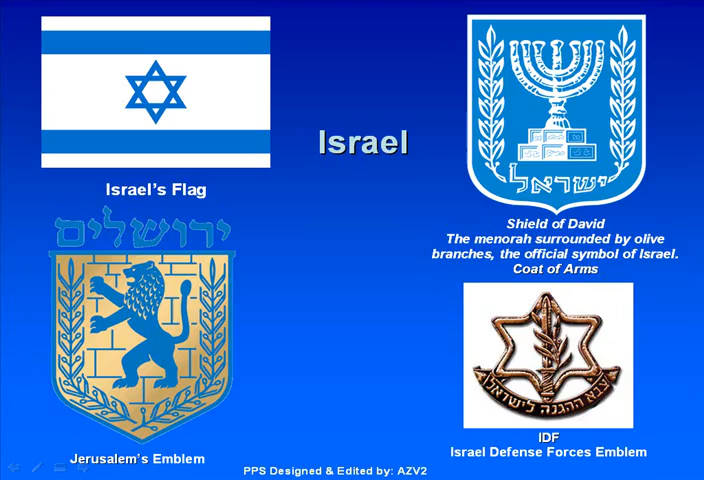 Israel
Israel's Flag
ישראל
Shield of David
The menorah surrounded by olive
branches, the official symbol of Israel.
Coat of Arms
ירושלים
Jerusalem's Emblem
צבא ההגנה לישראל
IDF
Israel Defense Forces Emblem
PPS Designed & Edited by: AZV2